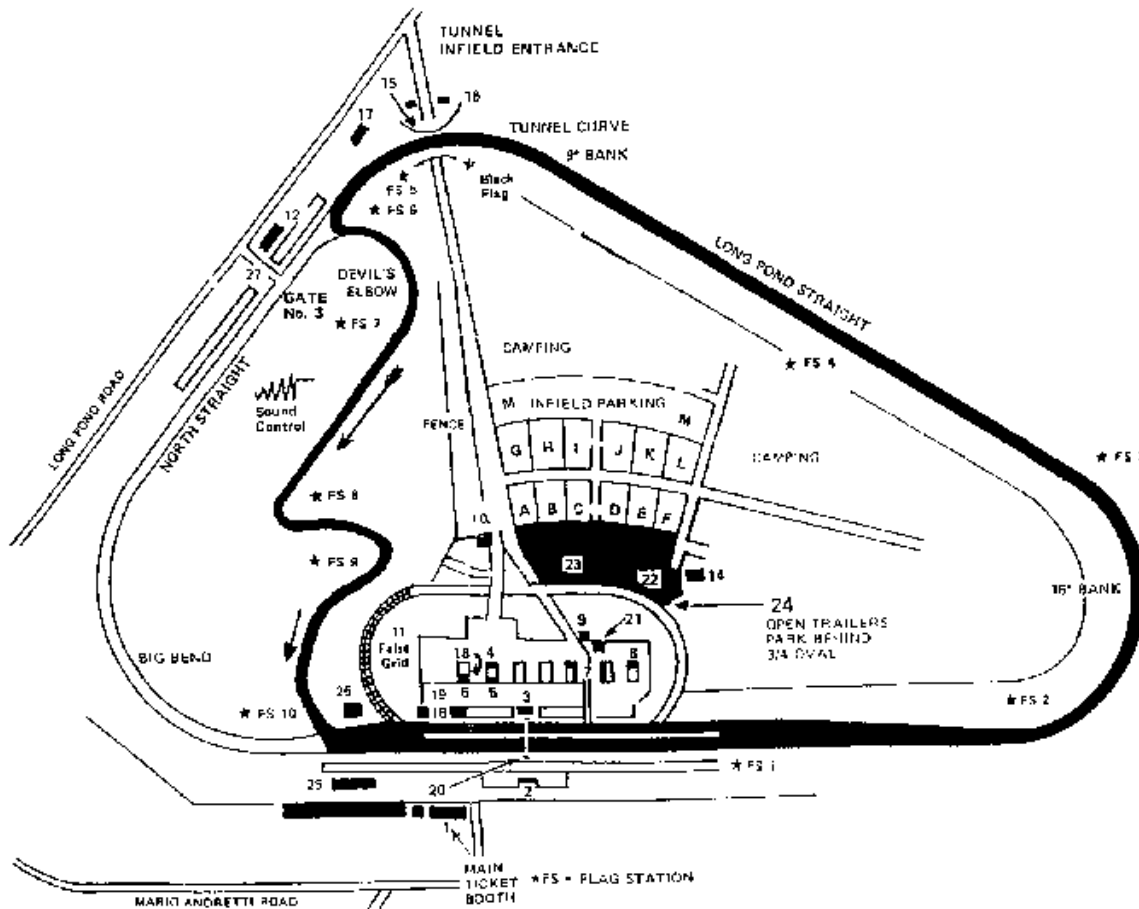 TUNNEL
INFIELD ENTRANCE
15
16
17
TUNNEL CURVE
9° BANK
FS 5
Black
Flag
FS 6
12
27
DEVIL'S
ELBOW
GATE
No. 3
FS 7
LONG POND STRAIGHT
FS 4
CAMPING
LONG POND ROAD
NORTH STRAIGHT
Sound
Control
M INFIELD PARKING
M
FENCE
G H I J K L
CAMPING
FS 8
A B C D E F
10
FS 9
23
22
14
16° BANK
24
OPEN TRAILERS
PARK BEHIND
3/4 OVAL
9
21
11
False
Grid
18 4
8
BIG BEND
6 5
19
3
26
FS 10
FS 2
FS 1
25
20
2
1
MAIN
TICKET
BOOTH
*FS = FLAG STATION
MARIO ANDRETTI ROAD